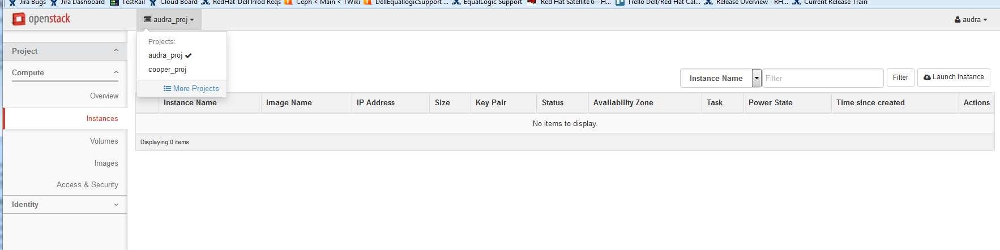 Jira Bugs Jira Dashboard TestRail Cloud Board RedHat-Dell Prod Reqs Ceph < Main < TWiki DellEquallogicSupport ... EqualLogic Support Red Hat Satellite 6 - H... Trello Dell/Red Hat Cal... Release Overview - RH... Current Release Train
openstack audra_proj audra
Projects:
audra_proj
cooper_proj
More Projects
Project
Compute
Overview
Instances
Volumes
Images
Access & Security
Identity
Instance Name Filter Filter Launch Instance
Instance Name Image Name IP Address Size Key Pair Status Availability Zone Task Power State Time since created Actions
No items to display.
Displaying 0 items